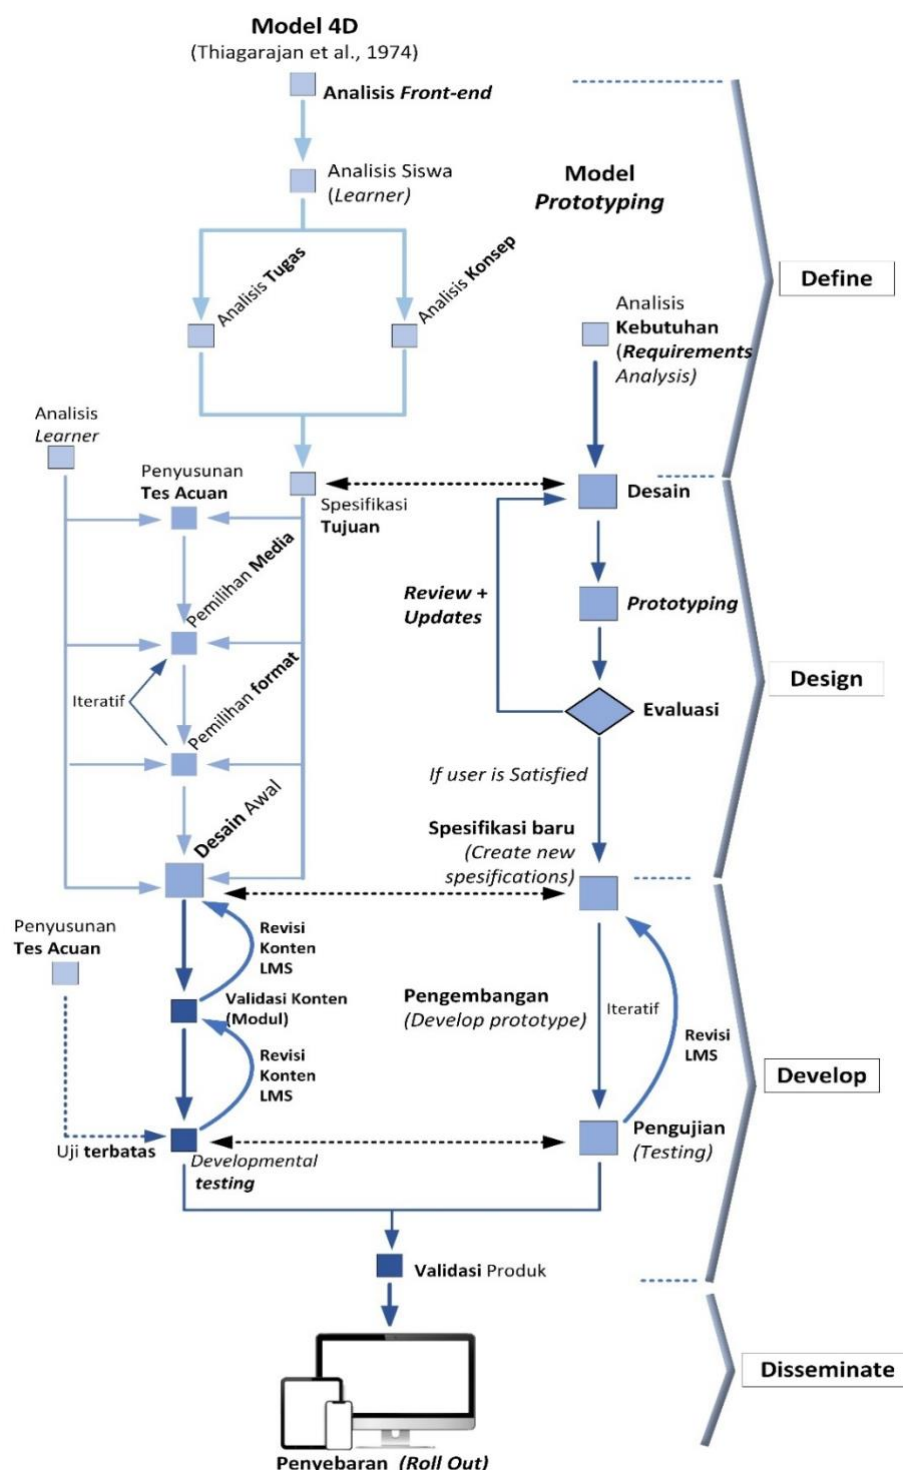 Model 4D
(Thiagarajan et al., 1974)
Analisis Front-end
Analisis Siswa
(Learner)
Model
Prototyping
Analisis Tugas
Analisis Konsep
Define
Analisis
Kebutuhan
(Requirements
Analysis)
Analisis
Learner
Penyusunan
Tes Acuan
Spesifikasi
Tujuan
Desain
Pemilihan Media
Review +
Updates
Prototyping
Iteratif
Pemilihan format
Evaluasi
Design
If user is Satisfied
Desain Awal
Spesifikasi baru
(Create new
spesifications)
Penyusunan
Tes Acuan
Revisi
Konten
LMS
Validasi Konten
(Modul)
Pengembangan
(Develop prototype)
Iteratif
Revisi
LMS
Revisi
Konten
LMS
Develop
Uji terbatas
Developmental
testing
Pengujian
(Testing)
Validasi Produk
Disseminate
Penyebaran (Roll Out)